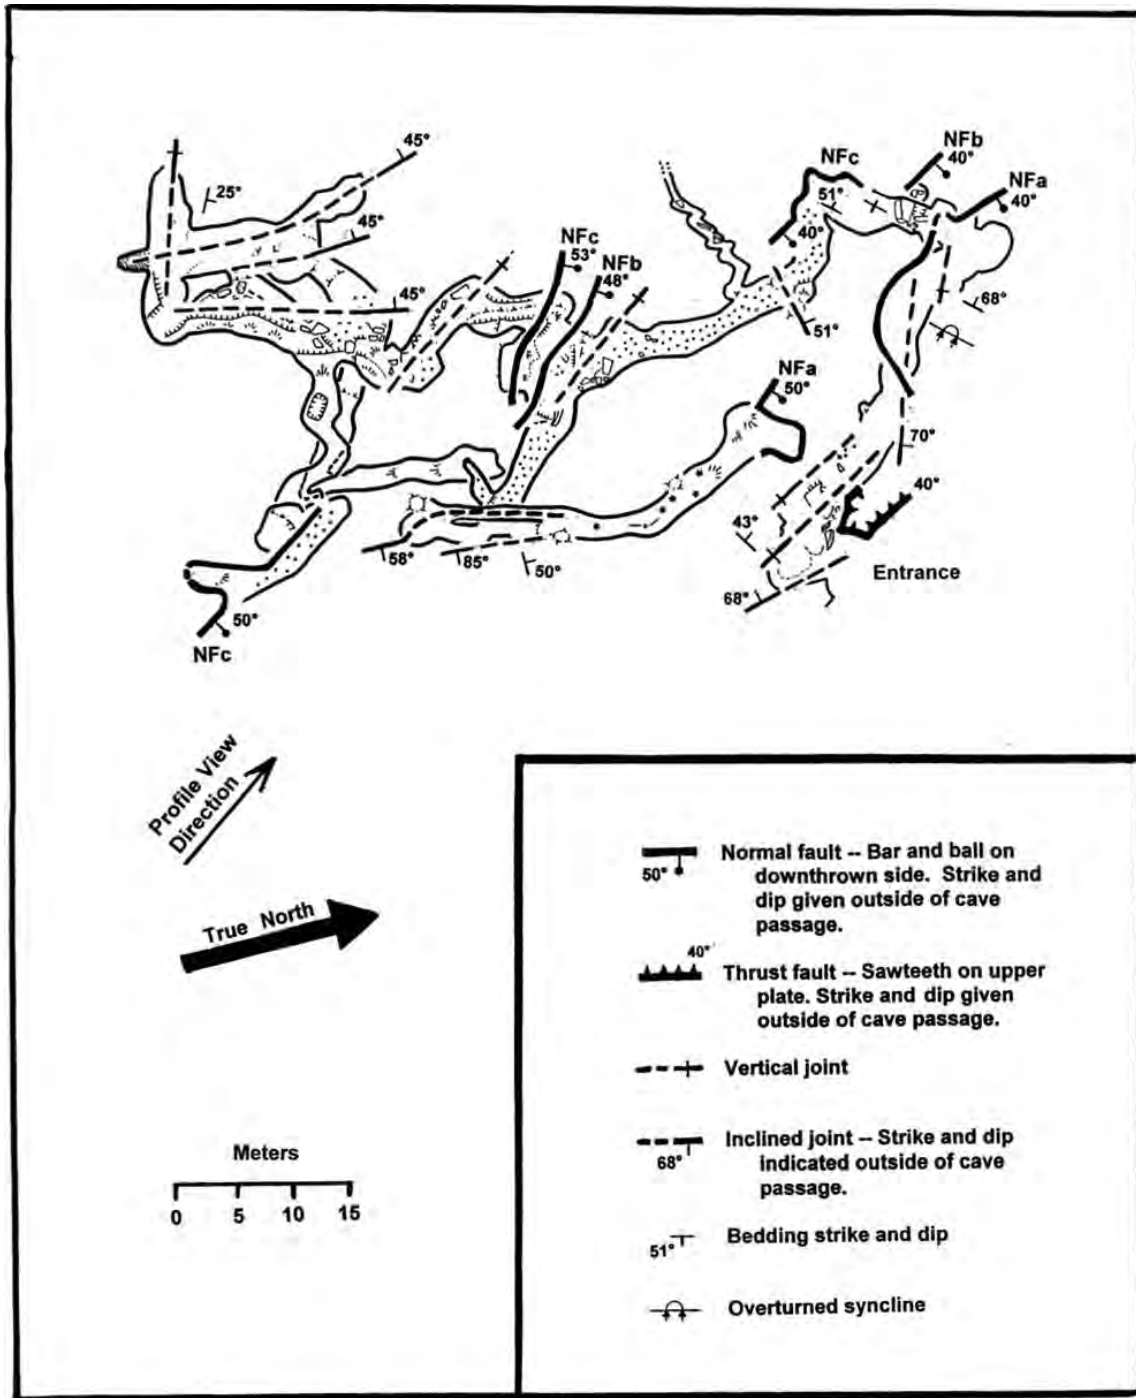 45°
25°
45°
45°
NFc
53°
NFb
48°
NFc
51°
40°
NFb
40°
NFa
40°
68°
51°
NFa
50°
70°
40°
43°
68°
Entrance
58°
85°
50°
50°
NFc
Profile View
Direction
True North
Meters
0 5 10 15
50°
Normal fault -- Bar and ball on
downthrown side. Strike and
dip given outside of cave
passage.
40°
Thrust fault -- Sawteeth on upper
plate. Strike and dip given
outside of cave passage.
Vertical joint
68°
Inclined joint -- Strike and dip
indicated outside of cave
passage.
51°
Bedding strike and dip
Overturned syncline